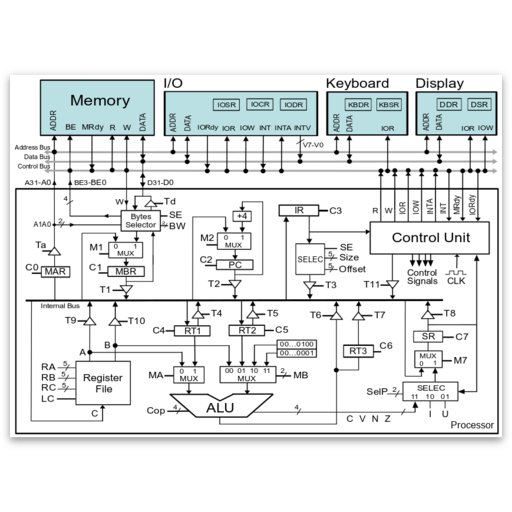 I/O Keyboard Display
Memory
IOSR IOCR IODR
KBDR KBSR
DDR DSR
ADDR BE MRdy R W DATA
ADDR DATA IORdy IOR IOW INT INTA INTV
ADDR DATA IOR
ADDR DATA IOR IOW
V7-V0
Address Bus
Data Bus
Control Bus
A31-A0 BE3-BE0 D31-D0
4
W Td
Bytes
Selector
SE
BW
A1A0 2
2
Ta
C0 MAR
M1 0 1
MUX
C1 MBR
T1
+4
M2 0 1
MUX
C2 PC
T2
IR C3
SELEC
SE
5 Size
5 Offset
T3
R W IOR IOW INTA INT MRdy IORdy
Control Unit
Control
Signals
CLK
T11
Internal Bus
T9 T10
T4 T5
T6 T7
T8
C4 RT1
RT2 C5
00...0100
00...0001
RT3 C6
SR C7
0 1
MUX
M7
A B
RA 5
RB 5
RC 5
LC
Register
File
C
MA 0 1
MUX
00 01 10 11
MUX
2 MB
Cop 4
ALU
4
C V N Z
SelP 2
SELEC
11 10 01
I U
Processor